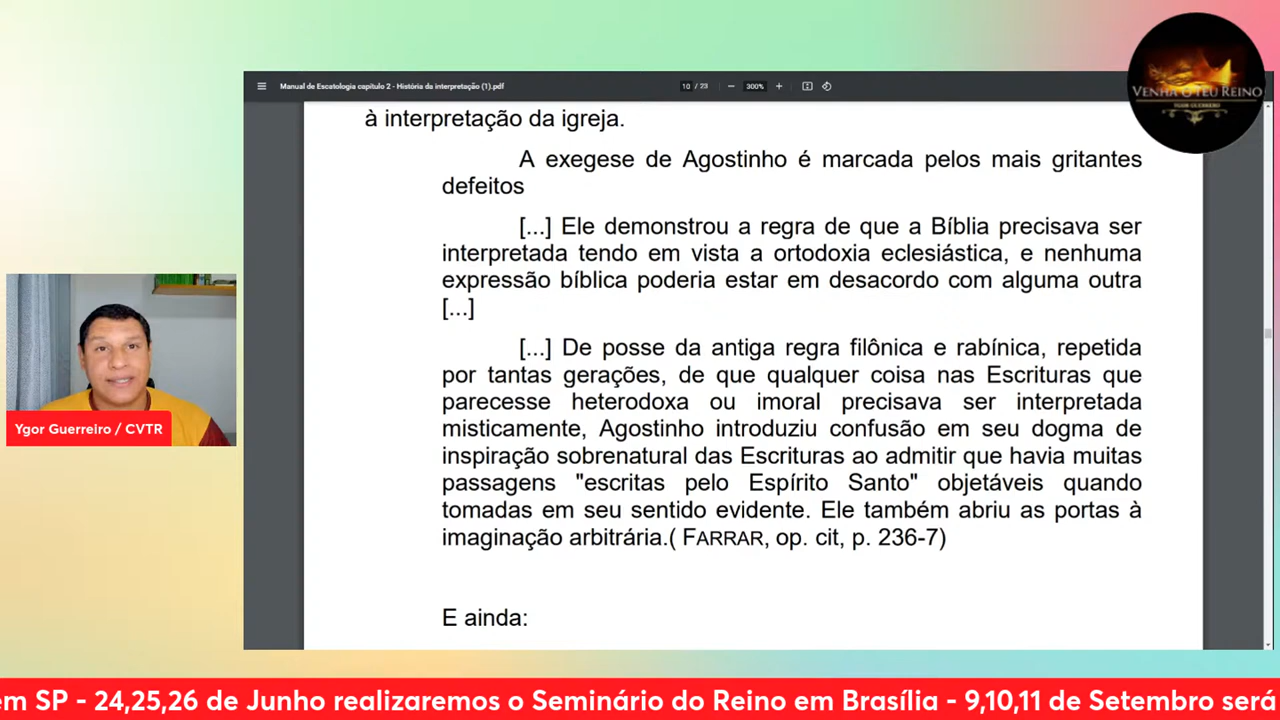 Manual de Escatologia capítulo 2 - História da interpretação (1).pdf
10 / 23
300%
VENHA O TEU REINO
YGOR GUERREIRO
à interpretação da igreja.
A exegese de Agostinho é marcada pelos mais gritantes
defeitos
[...] Ele demonstrou a regra de que a Bíblia precisava ser
interpretada tendo em vista a ortodoxia eclesiástica, e nenhuma
expressão bíblica poderia estar em desacordo com alguma outra
[...]
[...] De posse da antiga regra filônica e rabínica, repetida
por tantas gerações, de que qualquer coisa nas Escrituras que
parecesse heterodoxa ou imoral precisava ser interpretada
misticamente, Agostinho introduziu confusão em seu dogma de
inspiração sobrenatural das Escrituras ao admitir que havia muitas
passagens "escritas pelo Espírito Santo" objetáveis quando
tomadas em seu sentido evidente. Ele também abriu as portas à
imaginação arbitrária.( FARRAR, op. cit, p. 236-7)
E ainda:
Ygor Guerreiro / CVTR
em SP - 24,25,26 de Junho realizaremos o Seminário do Reino em Brasília - 9,10,11 de Setembro será